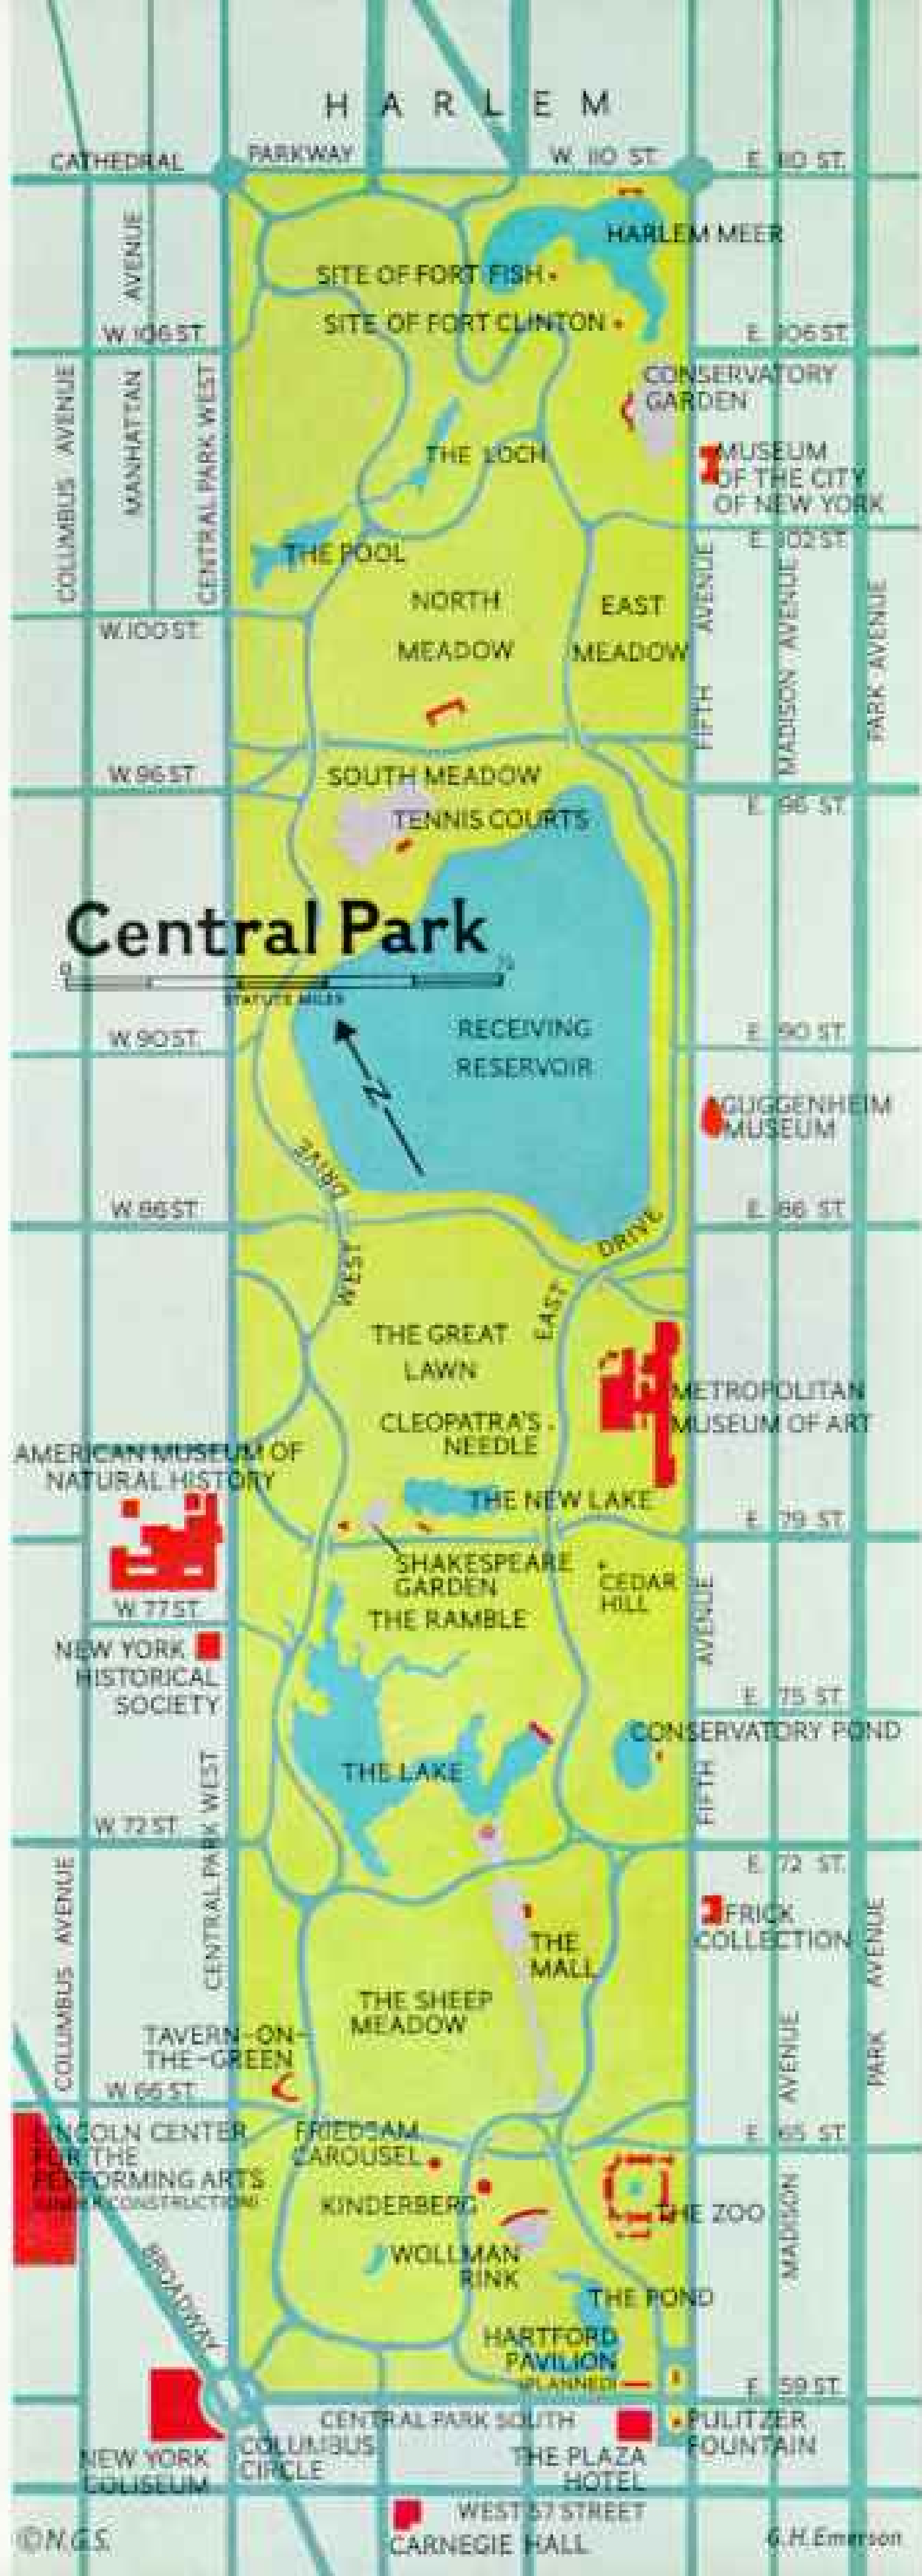 HARLEM
CATHEDRAL
PARKWAY
W. 110 ST.
E. 110 ST.
HARLEM MEER
AVENUE
SITE OF FORT FISH
SITE OF FORT CLINTON
W. 106 ST.
E. 106 ST.
CONSERVATORY
GARDEN
COLUMBUS AVENUE
MANHATTAN
CENTRAL PARK WEST
THE LOCH
MUSEUM
OF THE CITY
OF NEW YORK
E. 102 ST.
THE POOL
NORTH
MEADOW
EAST
MEADOW
FIFTH AVENUE
MADISON AVENUE
PARK AVENUE
W. 100 ST.
W. 96 ST.
SOUTH MEADOW
TENNIS COURTS
E. 96 ST.
Central Park
0
STATUTE MILES
N
RECEIVING
RESERVOIR
W. 90 ST.
E. 90 ST.
GUGGENHEIM
MUSEUM
WEST DRIVE
W. 86 ST.
E. 86 ST.
EAST DRIVE
THE GREAT
LAWN
METROPOLITAN
MUSEUM OF ART
CLEOPATRA'S
NEEDLE
AMERICAN MUSEUM OF
NATURAL HISTORY
THE NEW LAKE
E. 79 ST.
SHAKESPEARE
GARDEN
CEDAR
HILL
W. 77 ST.
THE RAMBLE
NEW YORK
HISTORICAL
SOCIETY
AVENUE
E. 75 ST.
CONSERVATORY POND
THE LAKE
FIFTH
CENTRAL PARK WEST
W. 72 ST.
E. 72 ST.
COLUMBUS AVENUE
FRICK
COLLECTION
THE
MALL
PARK AVENUE
THE SHEEP
MEADOW
TAVERN-ON-
THE-GREEN
MADISON AVENUE
W. 66 ST.
LINCOLN CENTER
FOR THE
PERFORMING ARTS
(UNDER CONSTRUCTION)
FRIEDSAM
CAROUSEL
E. 65 ST.
KINDERBERG
THE ZOO
BROADWAY
WOLLMAN
RINK
THE POND
HARTFORD
PAVILION
(PLANNED)
E. 59 ST.
CENTRAL PARK SOUTH
PULITZER
FOUNTAIN
NEW YORK
COLISEUM
COLUMBUS
CIRCLE
THE PLAZA
HOTEL
WEST 57 STREET
CARNEGIE HALL
©N.G.S.
G.H.Emerson